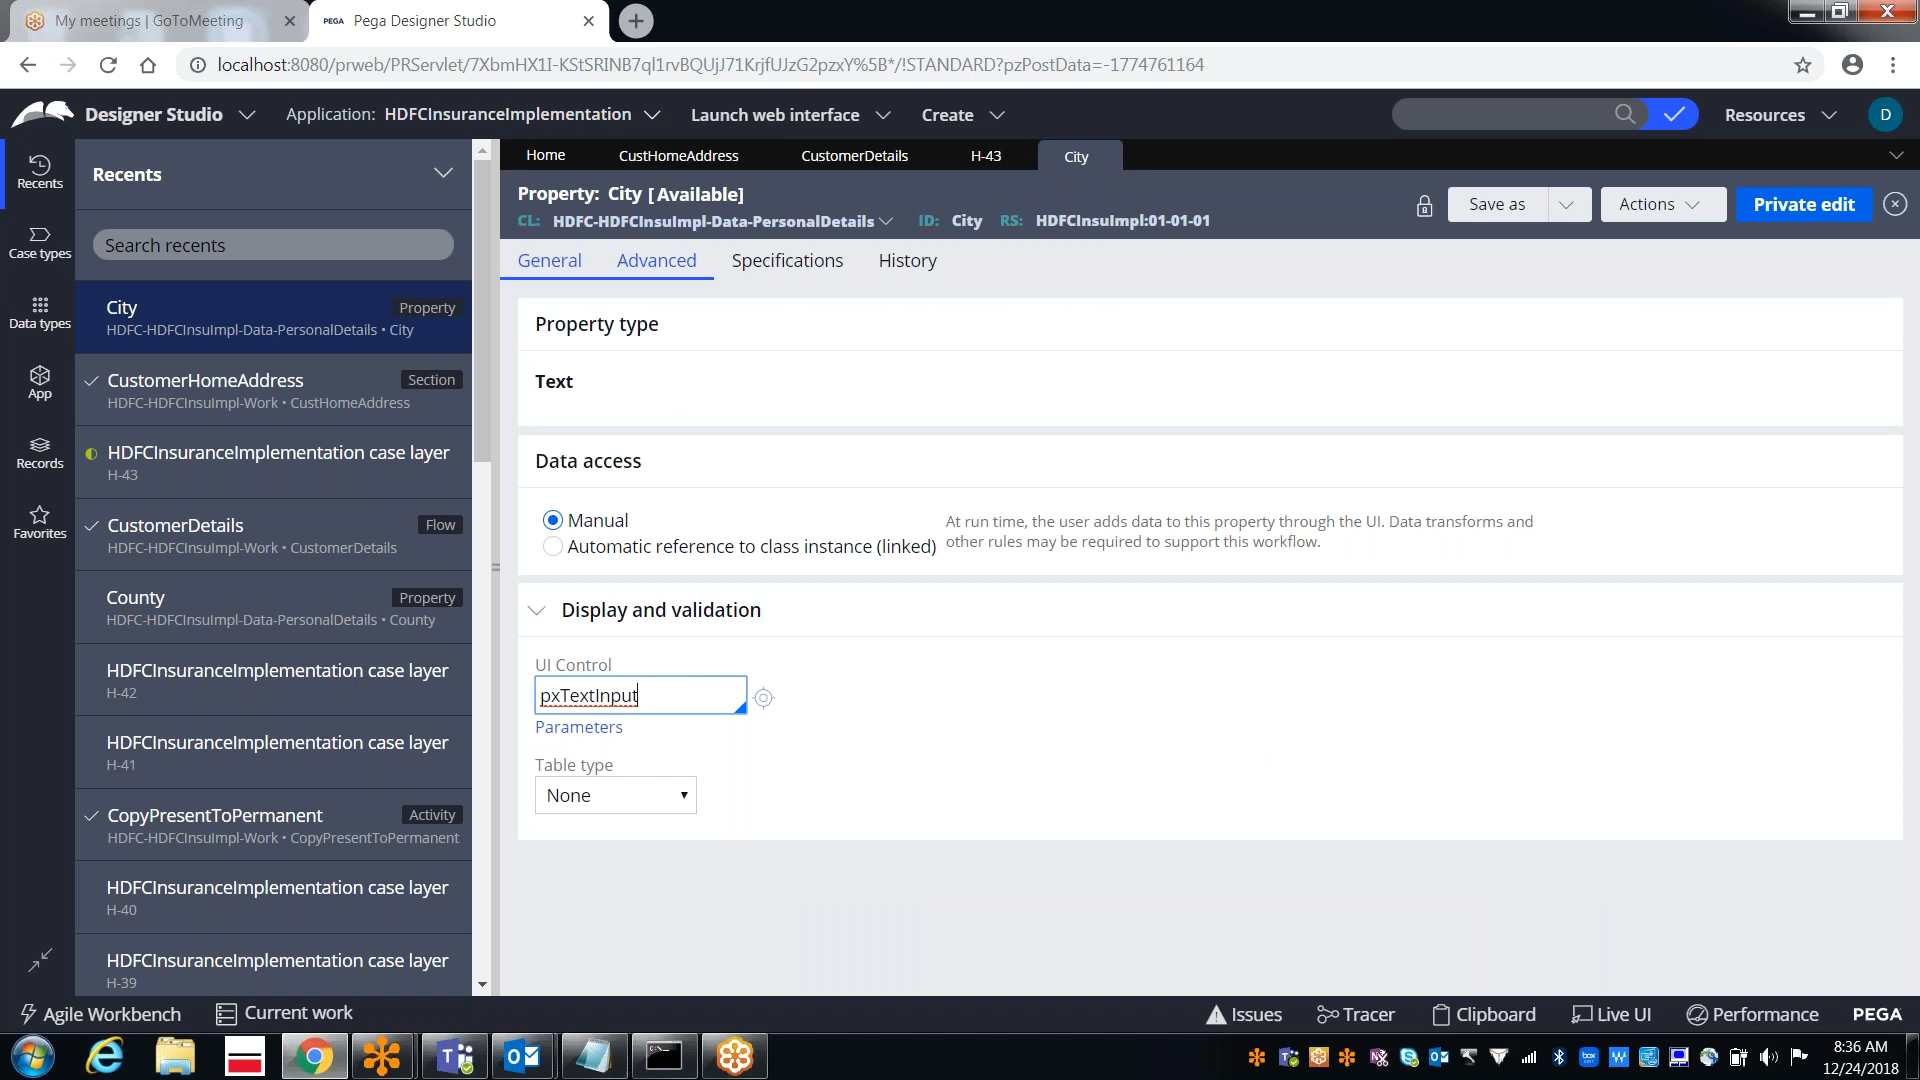 My meetings | GoToMeeting
PEGA Pega Designer Studio
localhost:8080/prweb/PRServlet/7XbmHX1I-KStSRINB7ql1rvBQUjJ71KrjfUJzG2pzxY%5B*/!STANDARD?pzPostData=-1774761164
Designer Studio
Application: HDFCInsuranceImplementation
Launch web interface
Create
Resources
D
Recents
Case types
Data types
App
Records
Favorites
Recents
Search recents
City
Property
HDFC-HDFCInsuImpl-Data-PersonalDetails • City
CustomerHomeAddress
Section
HDFC-HDFCInsuImpl-Work • CustHomeAddress
HDFCInsuranceImplementation case layer
H-43
CustomerDetails
Flow
HDFC-HDFCInsuImpl-Work • CustomerDetails
County
Property
HDFC-HDFCInsuImpl-Data-PersonalDetails • County
HDFCInsuranceImplementation case layer
H-42
HDFCInsuranceImplementation case layer
H-41
CopyPresentToPermanent
Activity
HDFC-HDFCInsuImpl-Work • CopyPresentToPermanent
HDFCInsuranceImplementation case layer
H-40
HDFCInsuranceImplementation case layer
H-39
Home
CustHomeAddress
CustomerDetails
H-43
City
Property: City [ Available]
CL: HDFC-HDFCInsuImpl-Data-PersonalDetails
ID: City
RS: HDFCInsuImpl:01-01-01
Save as
Actions
Private edit
General
Advanced
Specifications
History
Property type
Text
Data access
Manual
Automatic reference to class instance (linked)
At run time, the user adds data to this property through the UI. Data transforms and
other rules may be required to support this workflow.
Display and validation
UI Control
pxTextInput
Parameters
Table type
None
Agile Workbench
Current work
Issues
Tracer
Clipboard
Live UI
Performance
PEGA
8:36 AM
12/24/2018